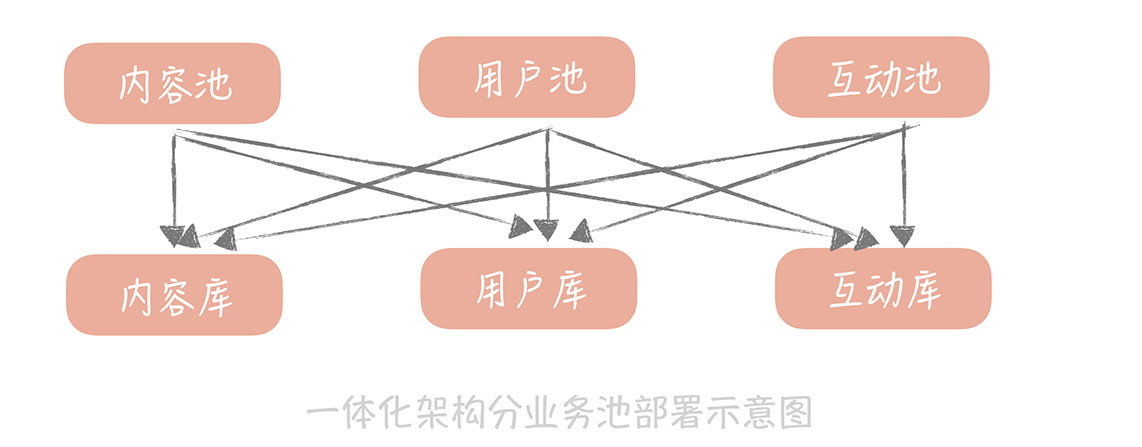 内容池
用户池
互动池
内容库
用户库
互动库
一体化架构分业务池部署示意图